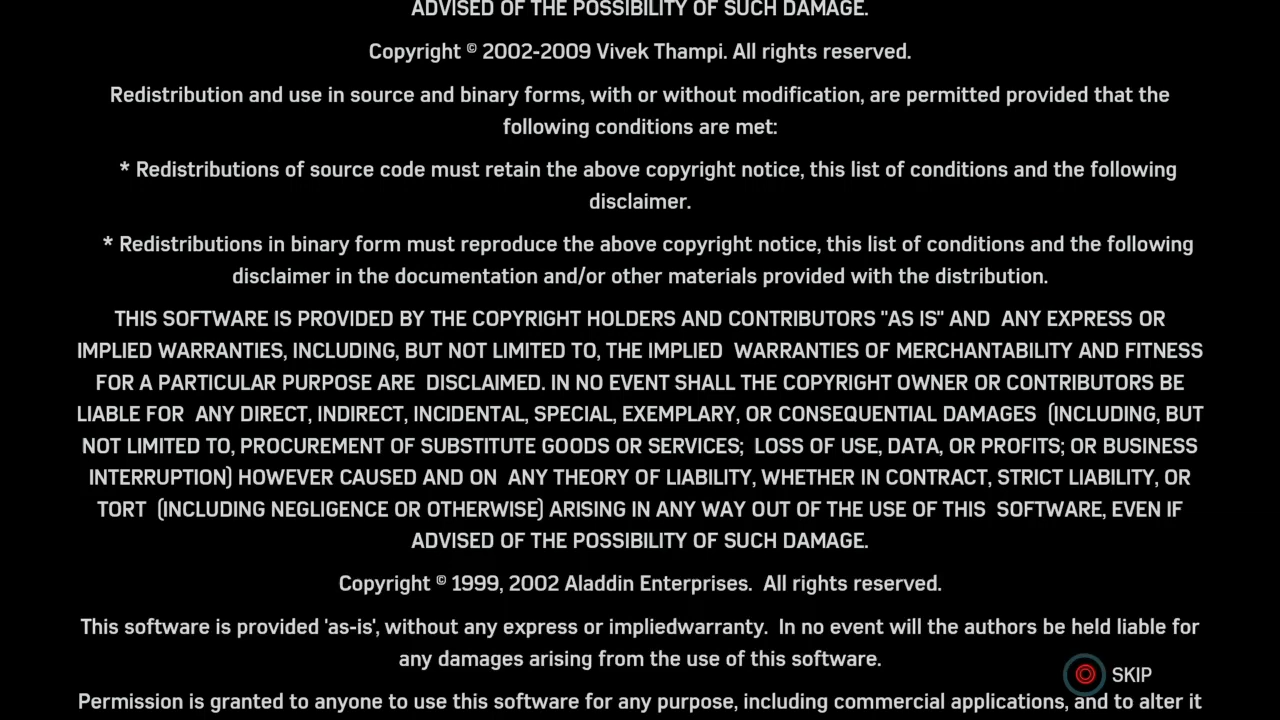 ADVISED OF THE POSSIBILITY OF SUCH DAMAGE.
Copyright © 2002-2009 Vivek Thampi. All rights reserved.
Redistribution and use in source and binary forms, with or without modification, are permitted provided that the
following conditions are met:
* Redistributions of source code must retain the above copyright notice, this list of conditions and the following
disclaimer.
* Redistributions in binary form must reproduce the above copyright notice, this list of conditions and the following
disclaimer in the documentation and/or other materials provided with the distribution.
THIS SOFTWARE IS PROVIDED BY THE COPYRIGHT HOLDERS AND CONTRIBUTORS "AS IS" AND  ANY EXPRESS OR
IMPLIED WARRANTIES, INCLUDING, BUT NOT LIMITED TO, THE IMPLIED  WARRANTIES OF MERCHANTABILITY AND FITNESS
FOR A PARTICULAR PURPOSE ARE  DISCLAIMED. IN NO EVENT SHALL THE COPYRIGHT OWNER OR CONTRIBUTORS BE
LIABLE FOR  ANY DIRECT, INDIRECT, INCIDENTAL, SPECIAL, EXEMPLARY, OR CONSEQUENTIAL DAMAGES  (INCLUDING, BUT
NOT LIMITED TO, PROCUREMENT OF SUBSTITUTE GOODS OR SERVICES;  LOSS OF USE, DATA, OR PROFITS; OR BUSINESS
INTERRUPTION) HOWEVER CAUSED AND ON  ANY THEORY OF LIABILITY, WHETHER IN CONTRACT, STRICT LIABILITY, OR
TORT  (INCLUDING NEGLIGENCE OR OTHERWISE) ARISING IN ANY WAY OUT OF THE USE OF THIS  SOFTWARE, EVEN IF
ADVISED OF THE POSSIBILITY OF SUCH DAMAGE.
Copyright © 1999, 2002 Aladdin Enterprises.  All rights reserved.
This software is provided 'as-is', without any express or impliedwarranty.  In no event will the authors be held liable for
any damages arising from the use of this software.
SKIP
Permission is granted to anyone to use this software for any purpose, including commercial applications, and to alter it